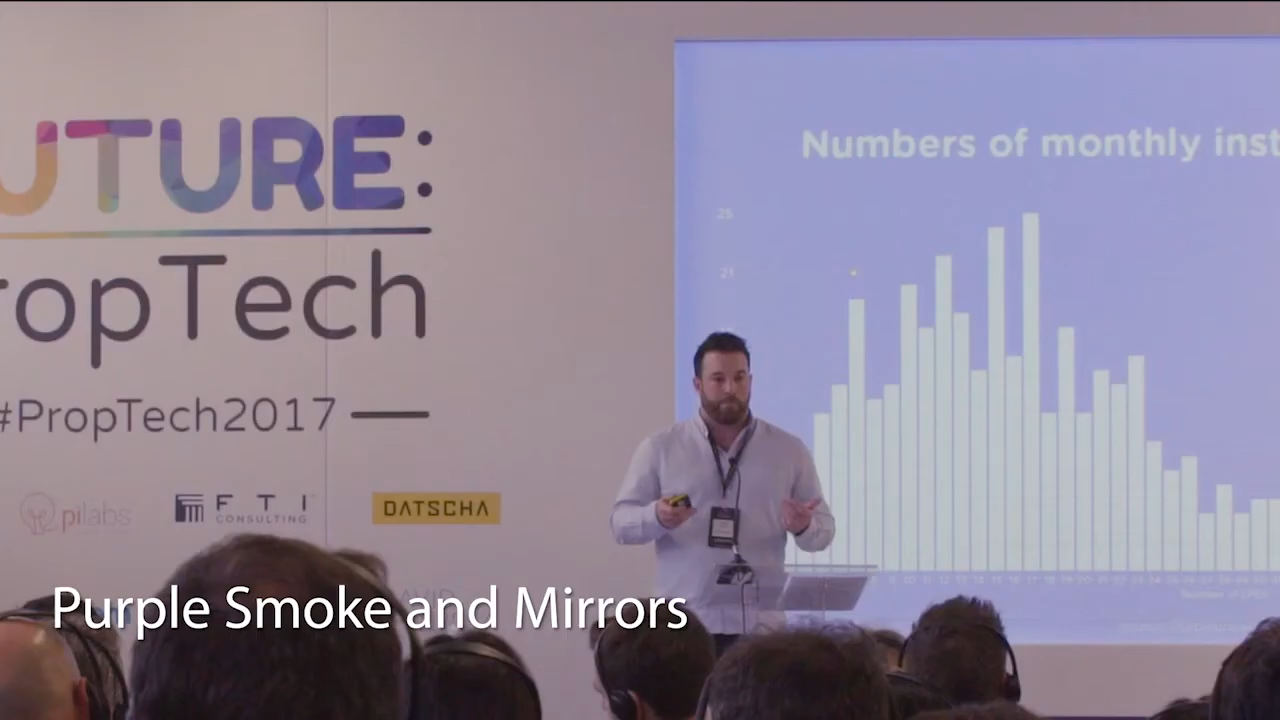 UTURE:
ropTech
#PropTech2017
pilabs
FTI
CONSULTING
DATSCHA
Purple Smoke and Mirrors
Numbers of monthly inst
25
21